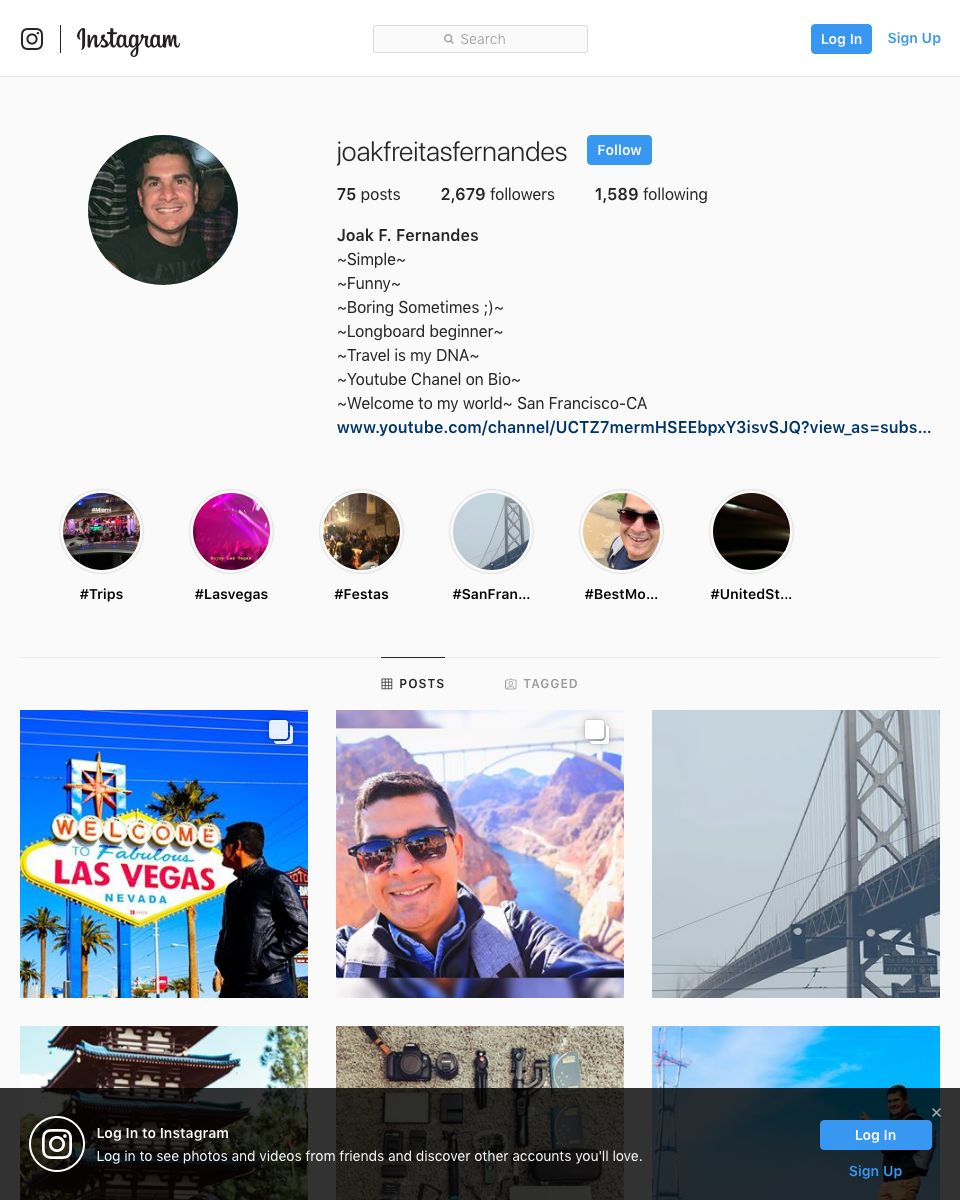 Instagram
Search
Log In
Sign Up
joakfreitasfernandes
Follow
75 posts
2,679 followers
1,589 following
Joak F. Fernandes
~Simple~
~Funny~
~Boring Sometimes ;)~
~Longboard beginner~
~Travel is my DNA~
~Youtube Chanel on Bio~
~Welcome to my world~ San Francisco-CA
www.youtube.com/channel/UCTZ7mermHSEEbpxY3isvSJQ?view_as=subs...
#Miami
Enjoy Las Vegas
#Trips
#Lasvegas
#Festas
#SanFran...
#BestMo...
#UnitedSt...
POSTS
TAGGED
WELCOME
TO Fabulous
LAS VEGAS
NEVADA
Log In to Instagram
Log in to see photos and videos from friends and discover other accounts you'll love.
Log In
Sign Up